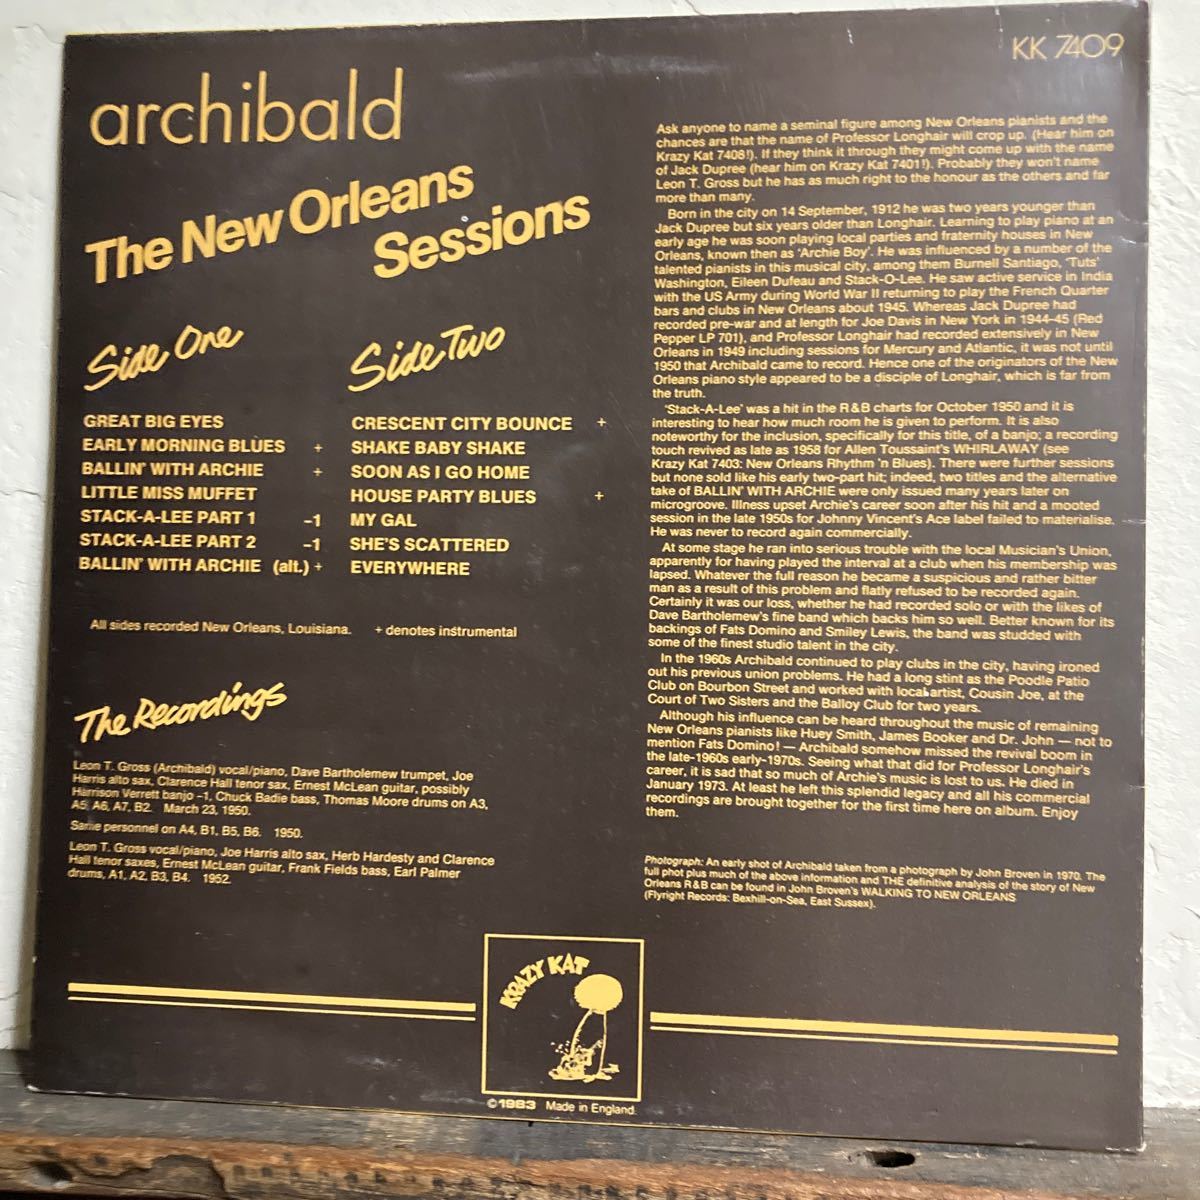 KK 7409
archibald
The New Orleans
Sessions
Side One
GREAT BIG EYES
EARLY MORNING BLUES +
BALLIN' WITH ARCHIE +
LITTLE MISS MUFFET
STACK-A-LEE PART 1 -1
STACK-A-LEE PART 2 -1
BALLIN' WITH ARCHIE (alt.) +
Side Two
CRESCENT CITY BOUNCE +
SHAKE BABY SHAKE
SOON AS I GO HOME
HOUSE PARTY BLUES +
MY GAL
SHE'S SCATTERED
EVERYWHERE
All sides recorded New Orleans, Louisiana. + denotes instrumental
The Recordings
Leon T. Gross (Archibald) vocal/piano, Dave Bartholemew trumpet, Joe
Harris alto sax, Clarence Hall tenor sax, Ernest McLean guitar, possibly
Harrison Verrett banjo -1, Chuck Badie bass, Thomas Moore drums on A3,
A5, A6, A7, B2. March 23, 1950.
Same personnel on A4, B1, B5, B6. 1950.
Leon T. Gross vocal/piano, Joe Harris alto sax, Herb Hardesty and Clarence
Hall tenor saxes, Ernest McLean guitar, Frank Fields bass, Earl Palmer
drums, A1, A2, B3, B4. 1952.
Ask anyone to name a seminal figure among New Orleans pianists and the
chances are that the name of Professor Longhair will crop up. (Hear him on
Krazy Kat 7408!). If they think it through they might come up with the name
of Jack Dupree (hear him on Krazy Kat 7401!). Probably they won't name
Leon T. Gross but he has as much right to the honour as the others and far
more than many.
Born in the city on 14 September, 1912 he was two years younger than
Jack Dupree but six years older than Longhair. Learning to play piano at an
early age he was soon playing local parties and fraternity houses in New
Orleans, known then as 'Archie Boy'. He was influenced by a number of the
talented pianists in this musical city, among them Burnell Santiago, 'Tuts'
Washington, Eileen Dufeau and Stack-O-Lee. He saw active service in India
with the US Army during World War II returning to play the French Quarter
bars and clubs in New Orleans about 1945. Whereas Jack Dupree had
recorded pre-war and at length for Joe Davis in New York in 1944-45 (Red
Pepper LP 701), and Professor Longhair had recorded extensively in New
Orleans in 1949 including sessions for Mercury and Atlantic, it was not until
1950 that Archibald came to record. Hence one of the originators of the New
Orleans piano style appeared to be a disciple of Longhair, which is far from
the truth.
'Stack-A-Lee' was a hit in the R&B charts for October 1950 and it is
interesting to hear how much room he is given to perform. It is also
noteworthy for the inclusion, specifically for this title, of a banjo; a recording
touch revived as late as 1958 for Allen Toussaint's WHIRLAWAY (see
Krazy Kat 7403: New Orleans Rhythm 'n Blues). There were further sessions
but none sold like his early two-part hit; indeed, two titles and the alternative
take of BALLIN' WITH ARCHIE were only issued many years later on
microgroove. Illness upset Archie's career soon after his hit and a mooted
session in the late 1950s for Johnny Vincent's Ace label failed to materialise.
He was never to record again commercially.
At some stage he ran into serious trouble with the local Musician's Union,
apparently for having played the interval at a club when his membership was
lapsed. Whatever the full reason he became a suspicious and rather bitter
man as a result of this problem and flatly refused to be recorded again.
Certainly it was our loss, whether he had recorded solo or with the likes of
Dave Bartholemew's fine band which backs him so well. Better known for its
backings of Fats Domino and Smiley Lewis, the band was studded with
some of the finest studio talent in the city.
In the 1960s Archibald continued to play clubs in the city, having ironed
out his previous union problems. He had a long stint as the Poodle Patio
Club on Bourbon Street and worked with local artist, Cousin Joe, at the
Court of Two Sisters and the Balloy Club for two years.
Although his influence can be heard throughout the music of remaining
New Orleans pianists like Huey Smith, James Booker and Dr. John — not to
mention Fats Domino! — Archibald somehow missed the revival boom in
the late-1960s early-1970s. Seeing what that did for Professor Longhair's
career, it is sad that so much of Archie's music is lost to us. He died in
January 1973. At least he left this splendid legacy and all his commercial
recordings are brought together for the first time here on album. Enjoy
them.
Photograph: An early shot of Archibald taken from a photograph by John Broven in 1970. The
full phot plus much of the above information and THE definitive analysis of the story of New
Orleans R&B can be found in John Broven's WALKING TO NEW ORLEANS
(Flyright Records: Bexhill-on-Sea, East Sussex).
KRAZY KAT
©1983 Made in England